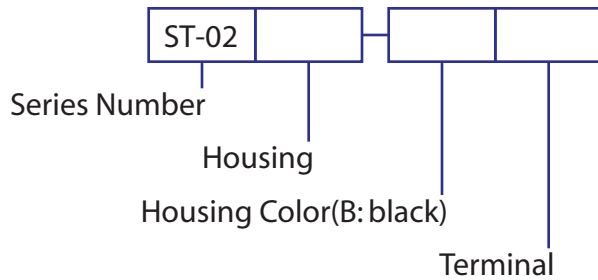 ST-02
Series Number
Housing
Housing Color(B: black)
Terminal